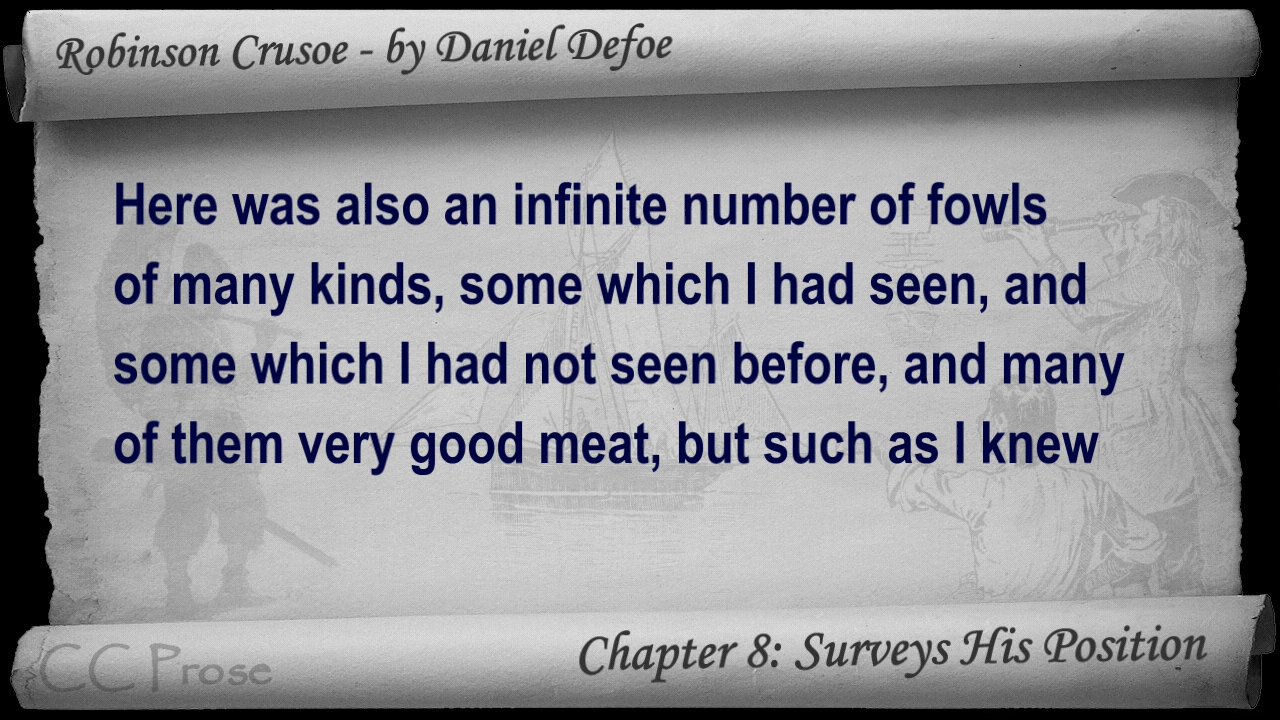 Robinson Crusoe - by Daniel Defoe
Here was also an infinite number of fowls
of many kinds, some which I had seen, and
some which I had not seen before, and many
of them very good meat, but such as I knew
Chapter 8: Surveys His Position
CC Prose